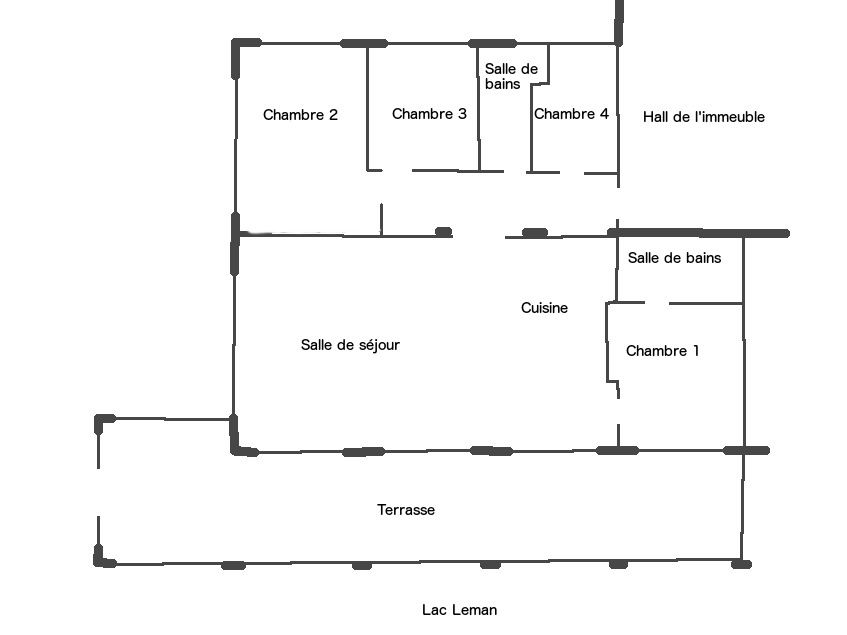 Salle de
bains
Chambre 2
Chambre 3
Chambre 4
Hall de l'immeuble
Salle de bains
Cuisine
Salle de séjour
Chambre 1
Terrasse
Lac Leman